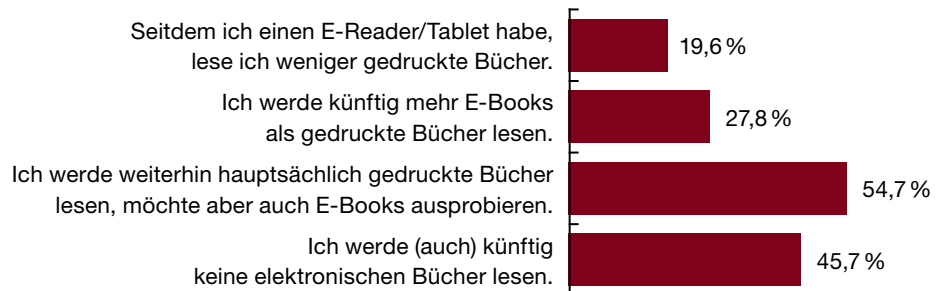 Seitdem ich einen E-Reader/Tablet habe,
lese ich weniger gedruckte Bücher.
19,6 %
Ich werde künftig mehr E-Books
als gedruckte Bücher lesen.
27,8 %
Ich werde weiterhin hauptsächlich gedruckte Bücher
lesen, möchte aber auch E-Books ausprobieren.
54,7 %
Ich werde (auch) künftig
keine elektronischen Bücher lesen.
45,7 %